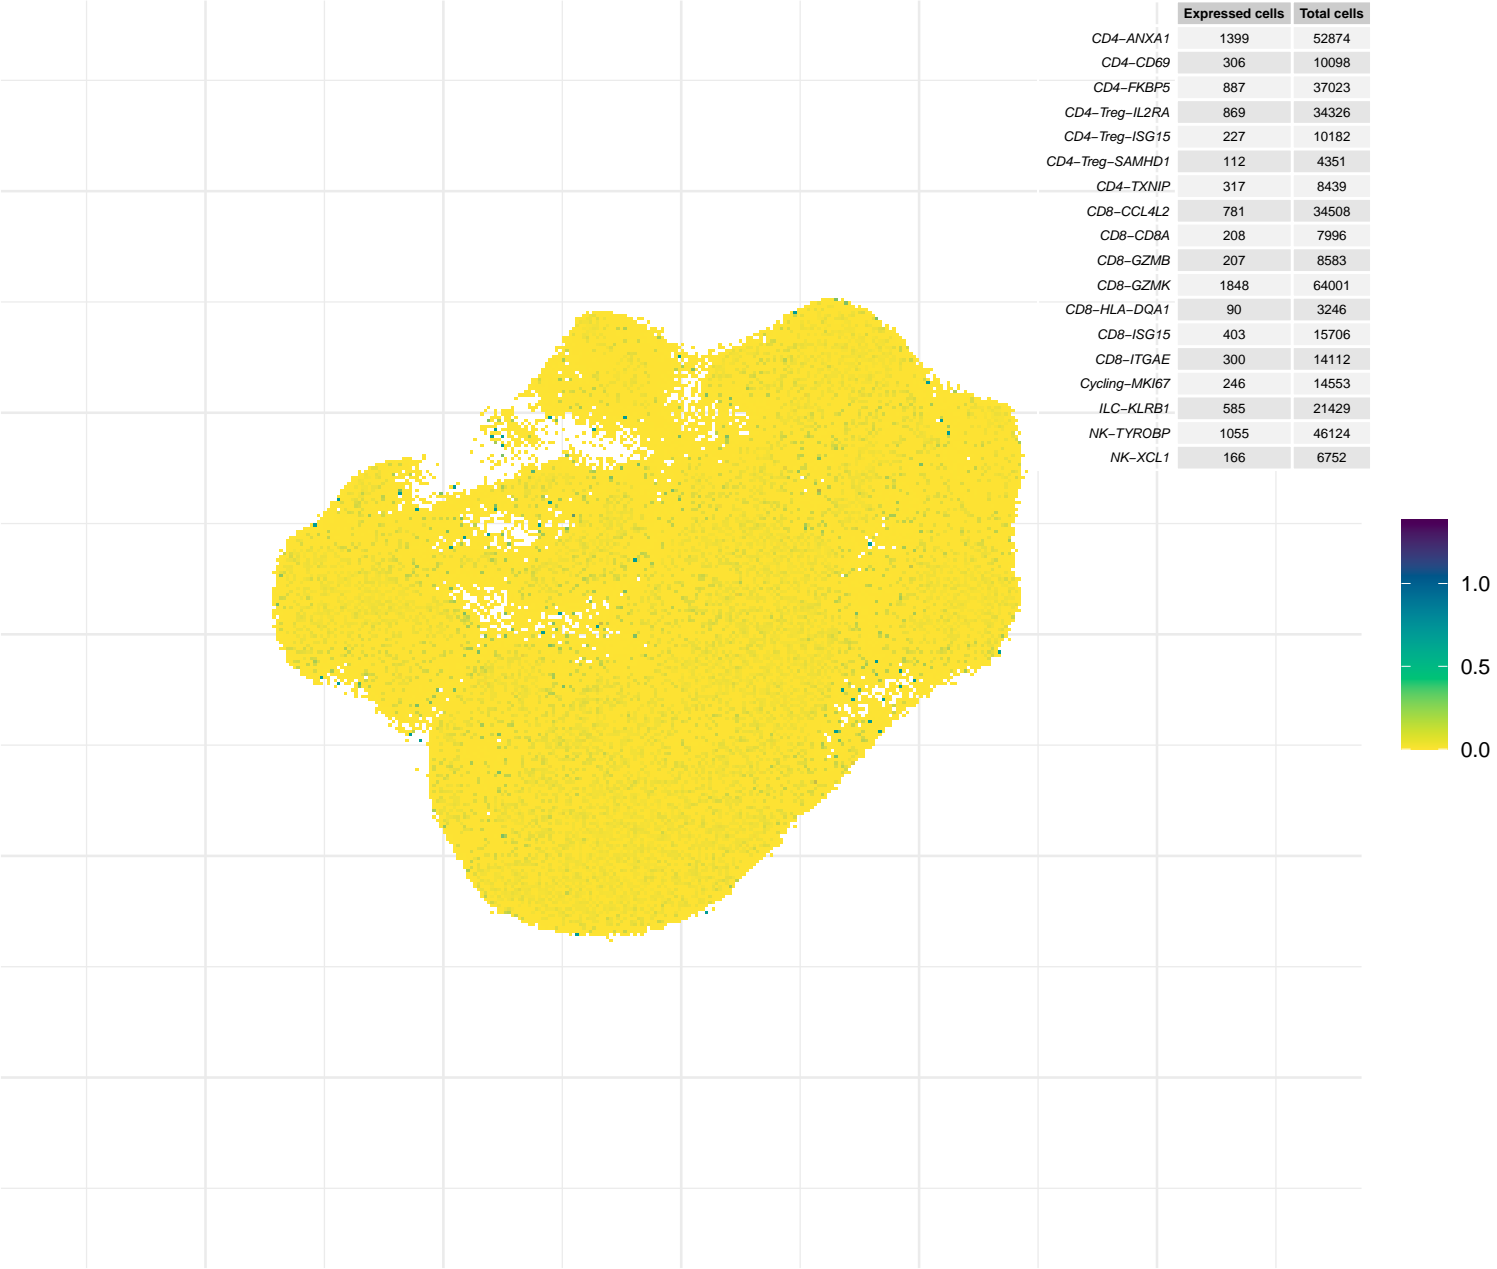 Expressed cells Total cells
CD4−ANXA1 1399 52874
CD4−CD69 306 10098
CD4−FKBP5 887 37023
CD4−Treg−IL2RA 869 34326
CD4−Treg−ISG15 227 10182
CD4−Treg−SAMHD1 112 4351
CD4−TXNIP 317 8439
CD8−CCL4L2 781 34508
CD8−CD8A 208 7996
CD8−GZMB 207 8583
CD8−GZMK 1848 64001
CD8−HLA−DQA1 90 3246
CD8−ISG15 403 15706
CD8−ITGAE 300 14112
Cycling−MKI67 246 14553
ILC−KLRB1 585 21429
NK−TYROBP 1055 46124
NK−XCL1 166 6752
1.0
0.5
0.0